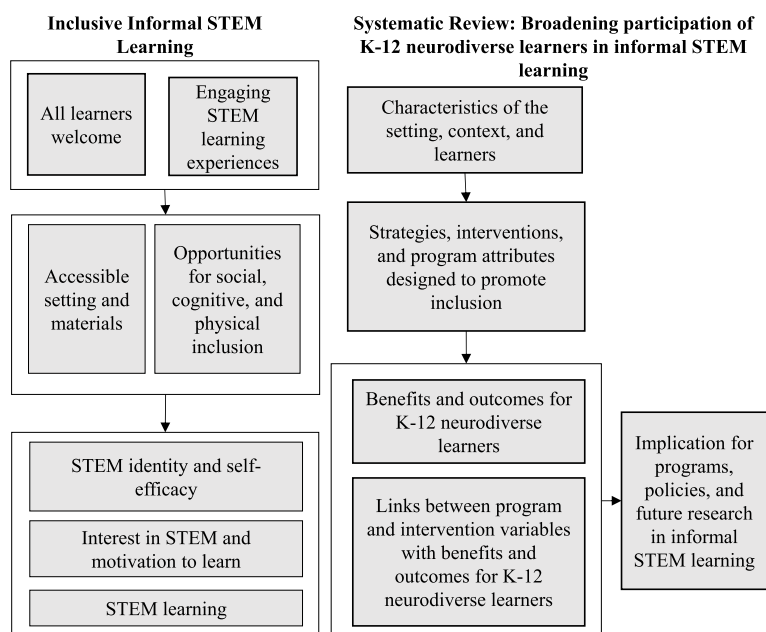 Inclusive Informal STEM
Learning
All learners
welcome
Engaging
STEM
learning
experiences
Accessible
setting and
materials
Opportunities
for social,
cognitive, and
physical
inclusion
STEM identity and self-
efficacy
Interest in STEM and
motivation to learn
STEM learning
Systematic Review: Broadening participation of
K-12 neurodiverse learners in informal STEM
learning
Characteristics of the
setting, context, and
learners
Strategies, interventions,
and program attributes
designed to promote
inclusion
Benefits and outcomes for
K-12 neurodiverse
learners
Links between program
and intervention variables
with benefits and
outcomes for K-12
neurodiverse learners
Implication for
programs,
policies, and
future research
in informal
STEM learning